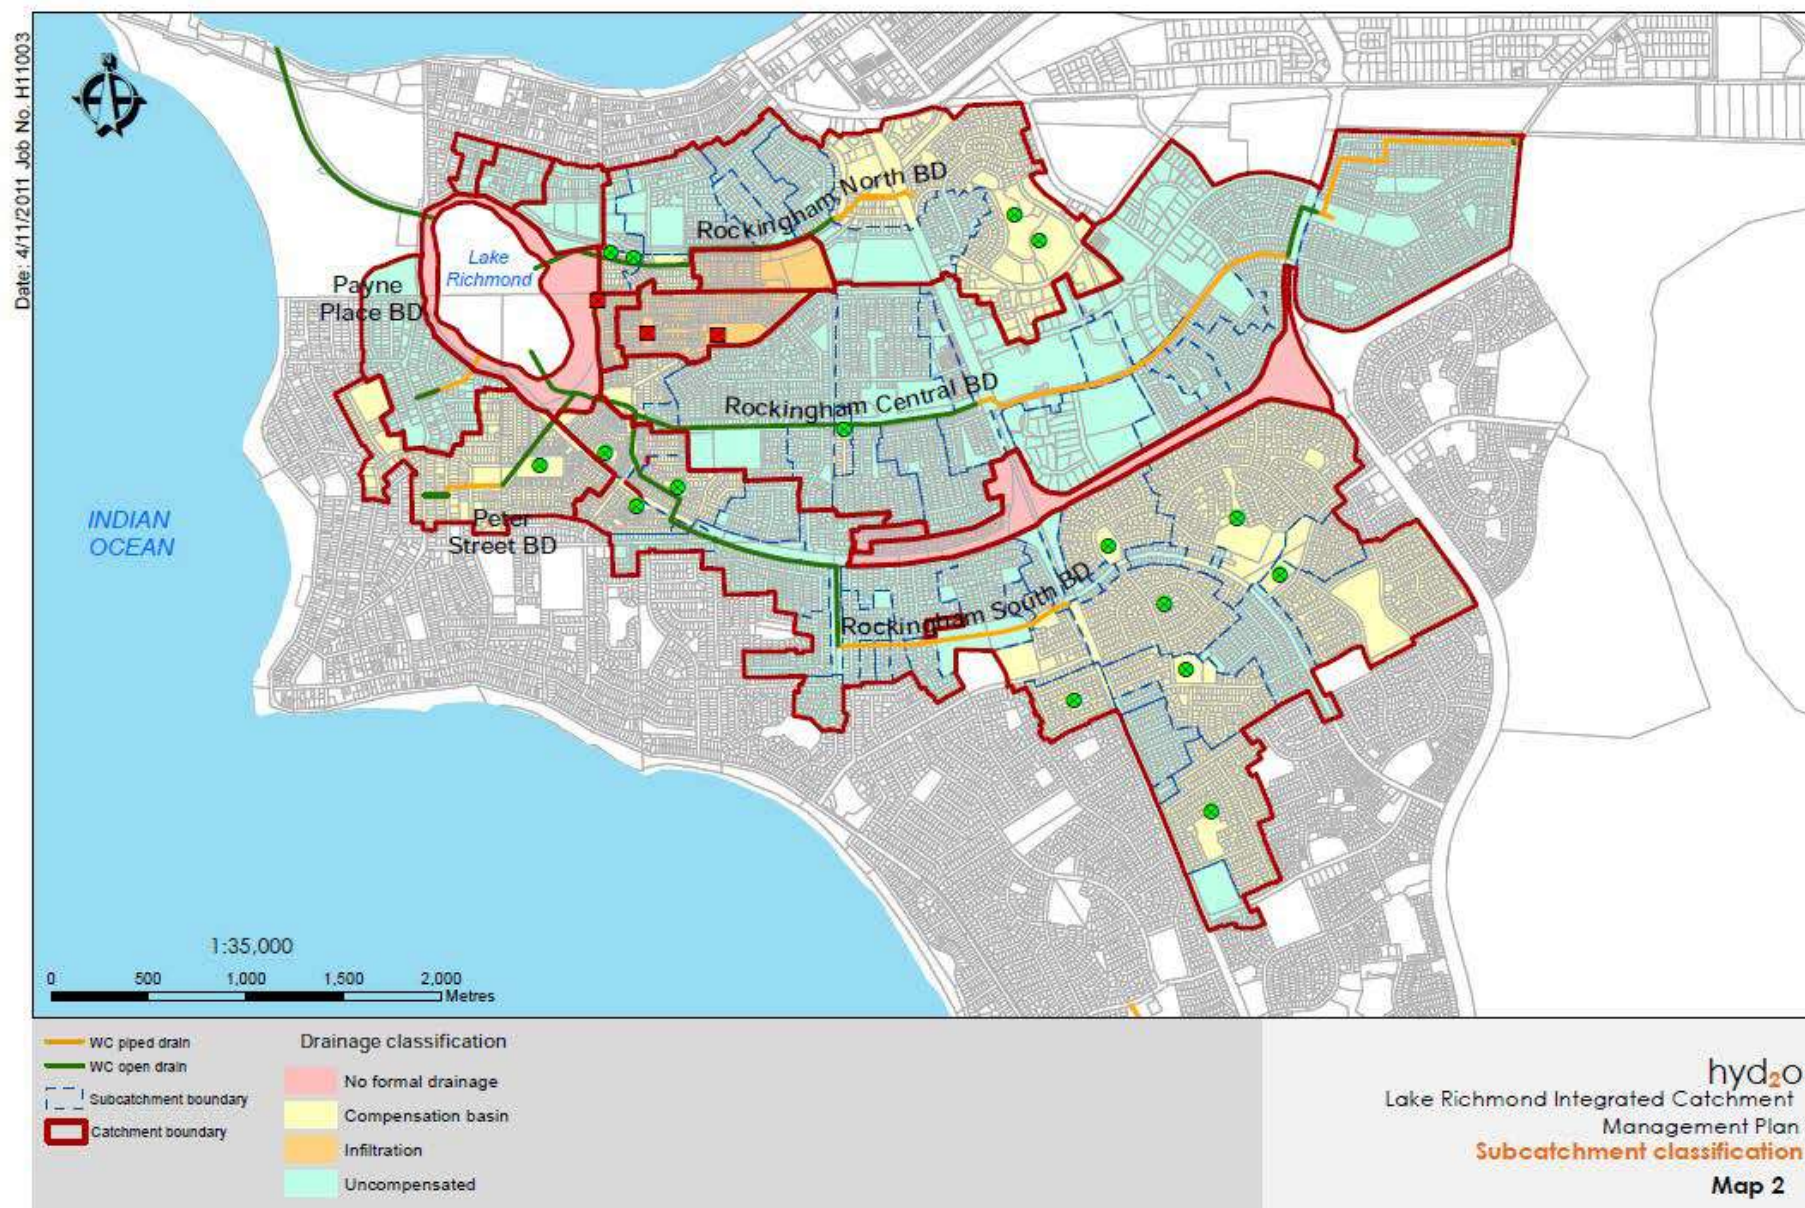 Date: 4/11/2011 Job No. H11003
Rockingham North BD
Lake
Richmond
Payne
Place BD
Rockingham Central BD
INDIAN
OCEAN
Peter
Street BD
Rockingham South BD
1:35,000
0 500 1,000 1,500 2,000
Metres
WC piped drain
WC open drain
Subcatchment boundary
Catchment boundary
Drainage classification
No formal drainage
Compensation basin
Infiltration
Uncompensated
hyd2o
Lake Richmond Integrated Catchment
Management Plan
Subcatchment classification
Map 2